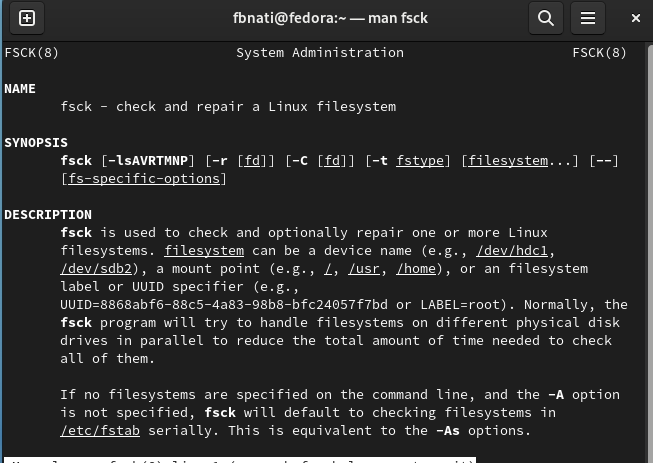 fbnati@fedora:~ — man fsck
FSCK(8) System Administration FSCK(8)
NAME
fsck - check and repair a Linux filesystem
SYNOPSIS
fsck [-lsAVRTMNP] [-r [fd]] [-C [fd]] [-t fstype] [filesystem...] [--]
[fs-specific-options]
DESCRIPTION
fsck is used to check and optionally repair one or more Linux
filesystems. filesystem can be a device name (e.g., /dev/hdc1,
/dev/sdb2), a mount point (e.g., /, /usr, /home), or an filesystem
label or UUID specifier (e.g.,
UUID=8868abf6-88c5-4a83-98b8-bfc24057f7bd or LABEL=root). Normally, the
fsck program will try to handle filesystems on different physical disk
drives in parallel to reduce the total amount of time needed to check
all of them.
If no filesystems are specified on the command line, and the -A option
is not specified, fsck will default to checking filesystems in
/etc/fstab serially. This is equivalent to the -As options.